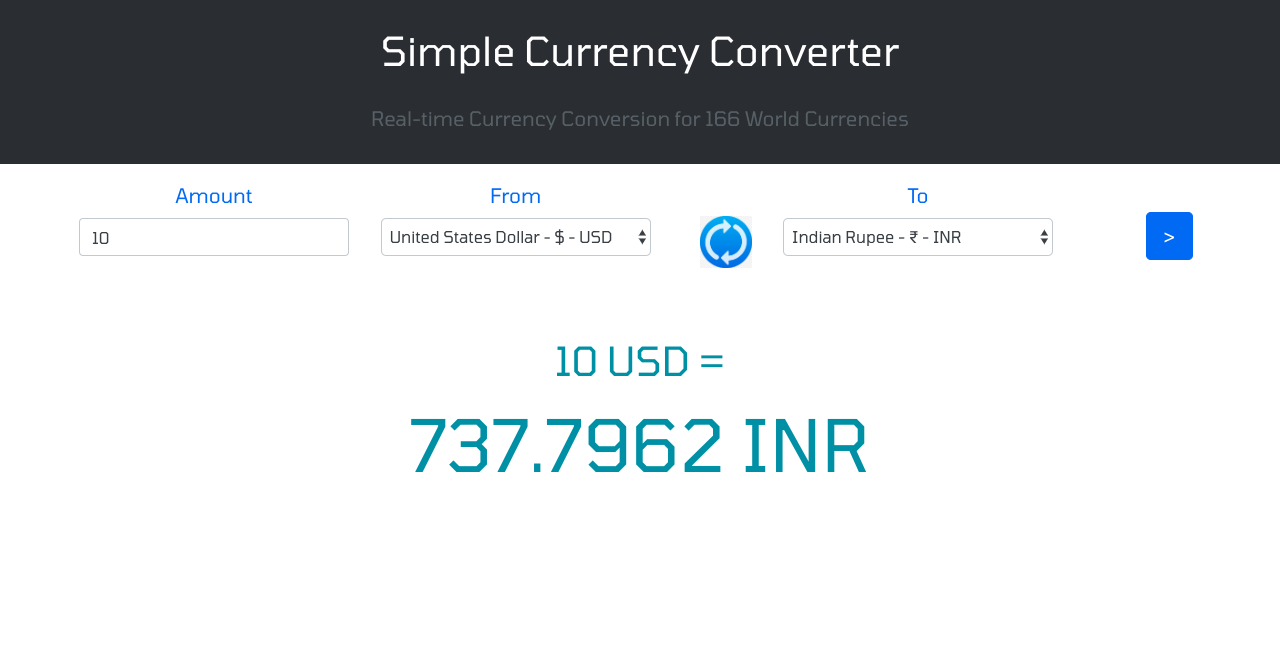 Simple Currency Converter
Real-time Currency Conversion for 166 World Currencies
Amount From To
10 United States Dollar - $ - USD Indian Rupee - ₹ - INR >
10 USD =
737.7962 INR